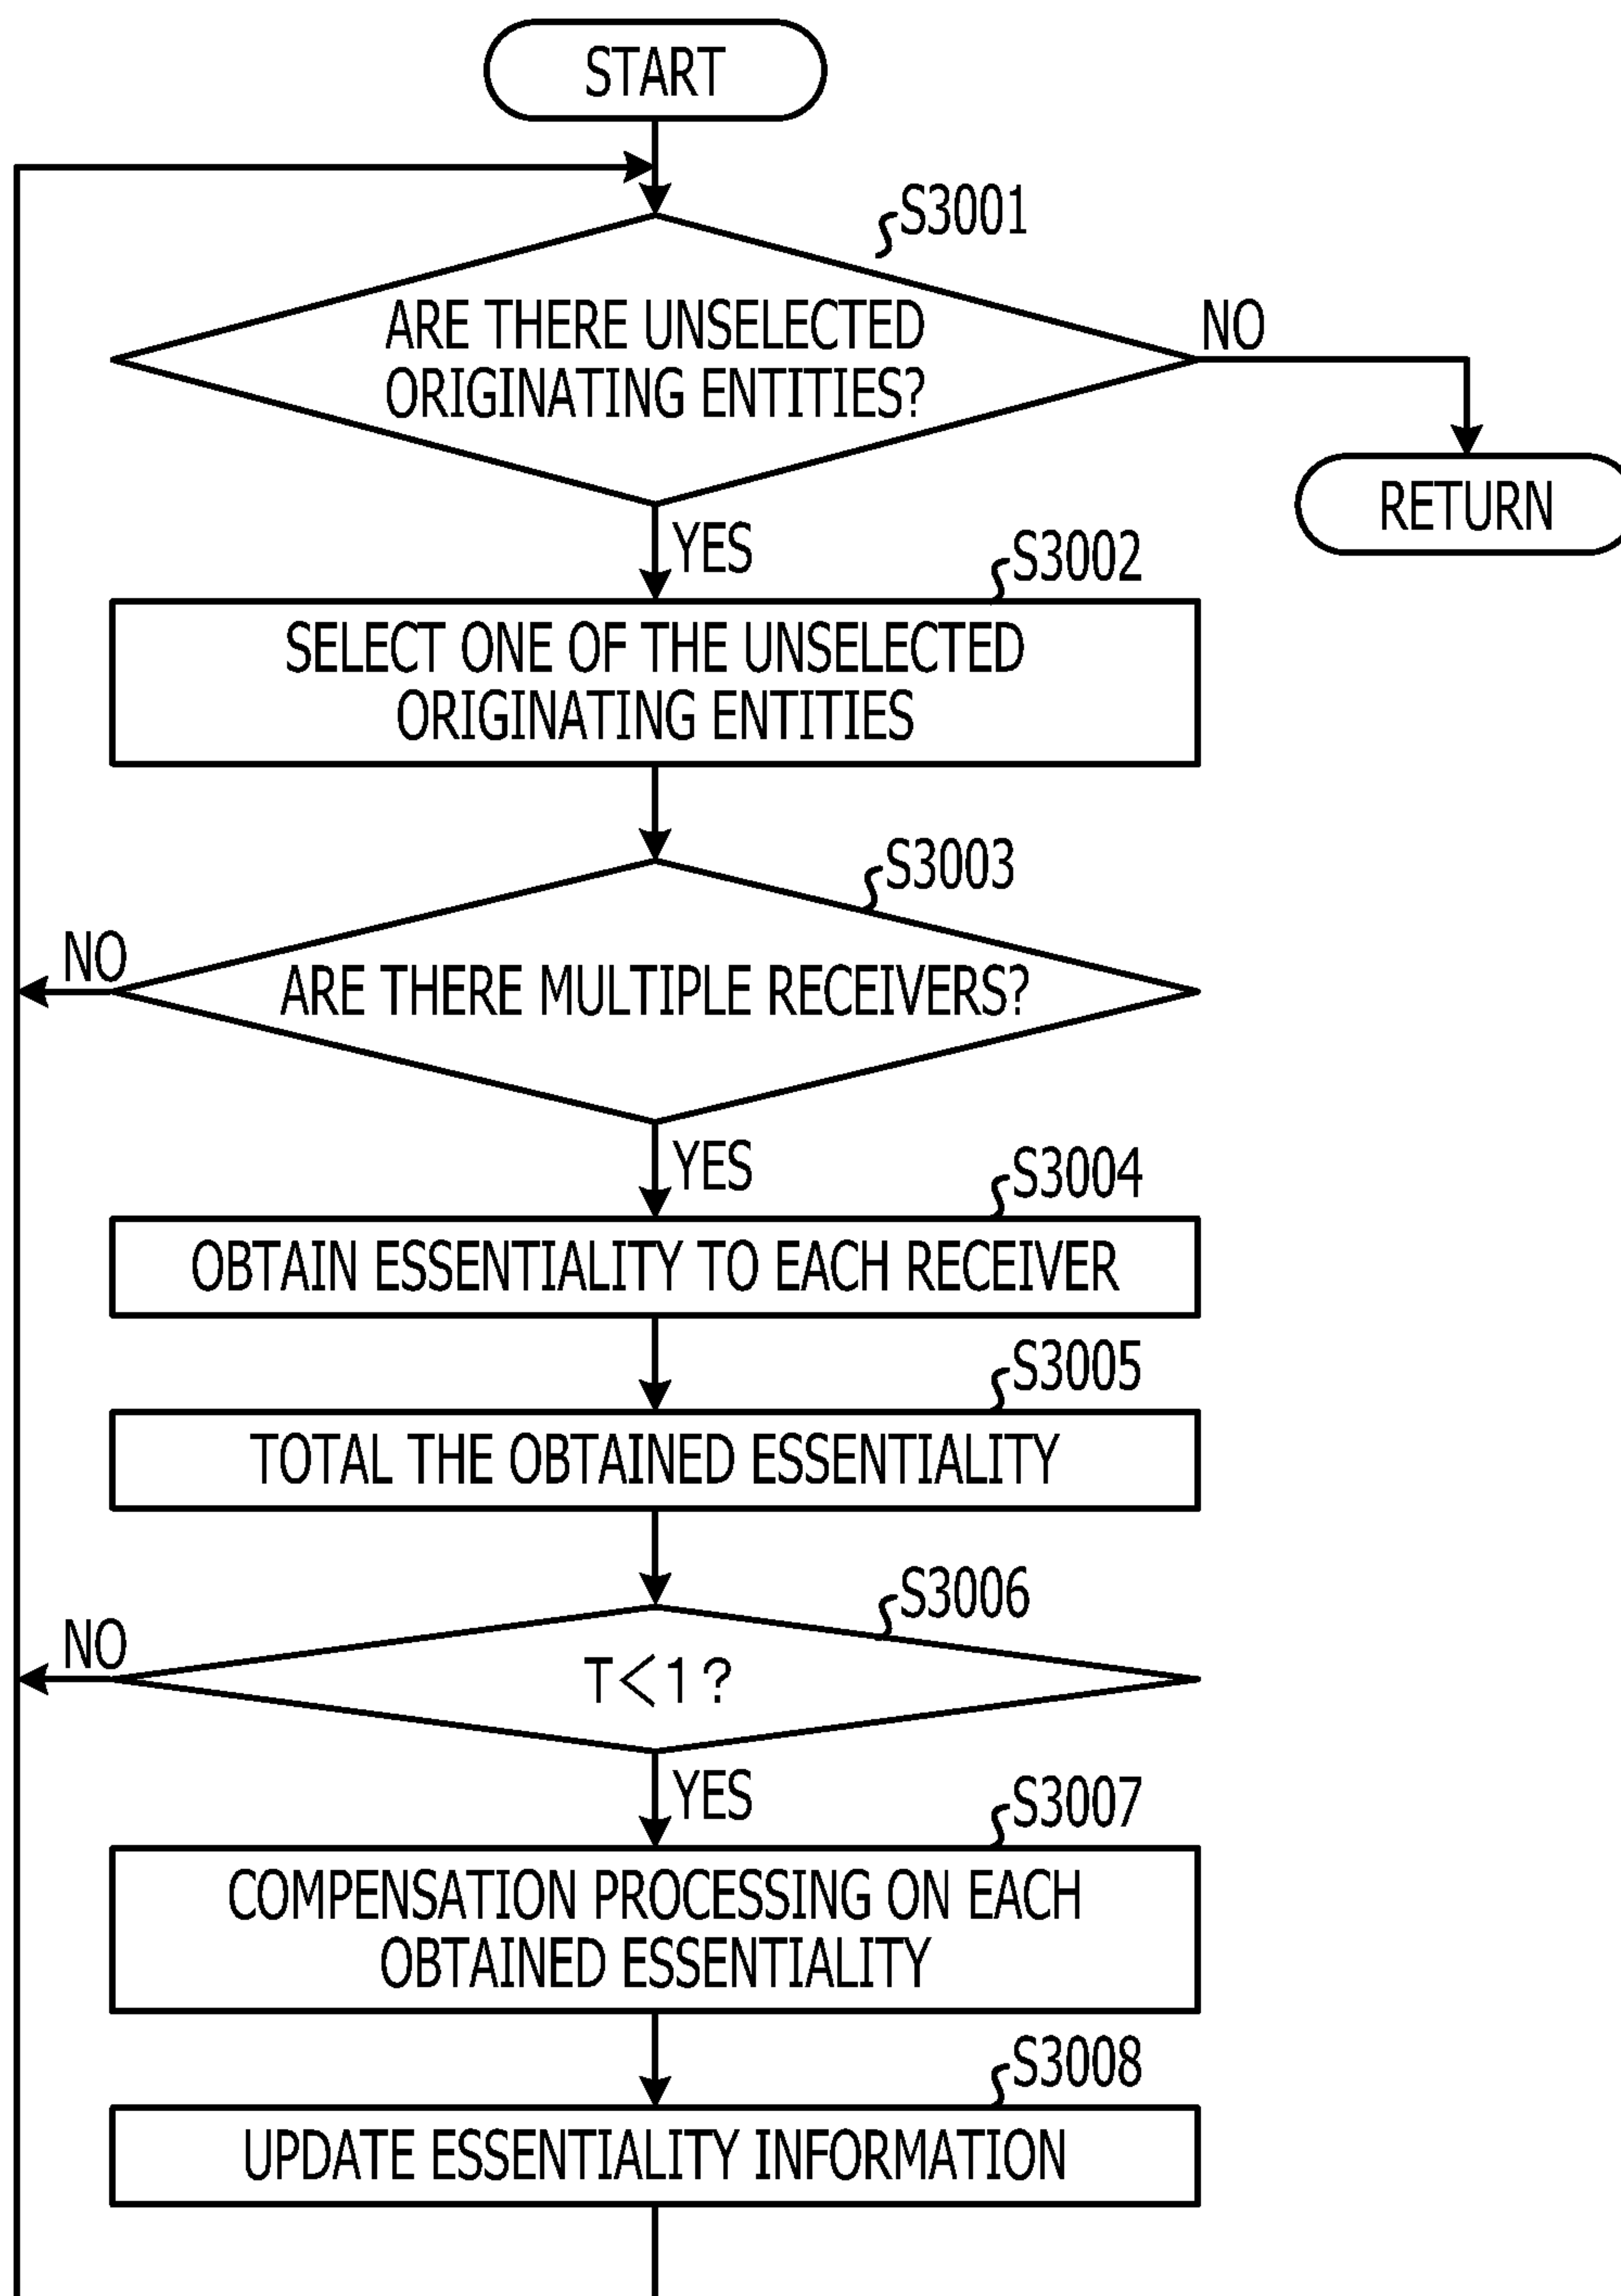 START
S3001
ARE THERE UNSELECTED
ORIGINATING ENTITIES?
NO
RETURN
YES
S3002
SELECT ONE OF THE UNSELECTED
ORIGINATING ENTITIES
S3003
NO
ARE THERE MULTIPLE RECEIVERS?
YES
S3004
OBTAIN ESSENTIALITY TO EACH RECEIVER
S3005
TOTAL THE OBTAINED ESSENTIALITY
S3006
NO
T<1?
YES
S3007
COMPENSATION PROCESSING ON EACH
OBTAINED ESSENTIALITY
S3008
UPDATE ESSENTIALITY INFORMATION